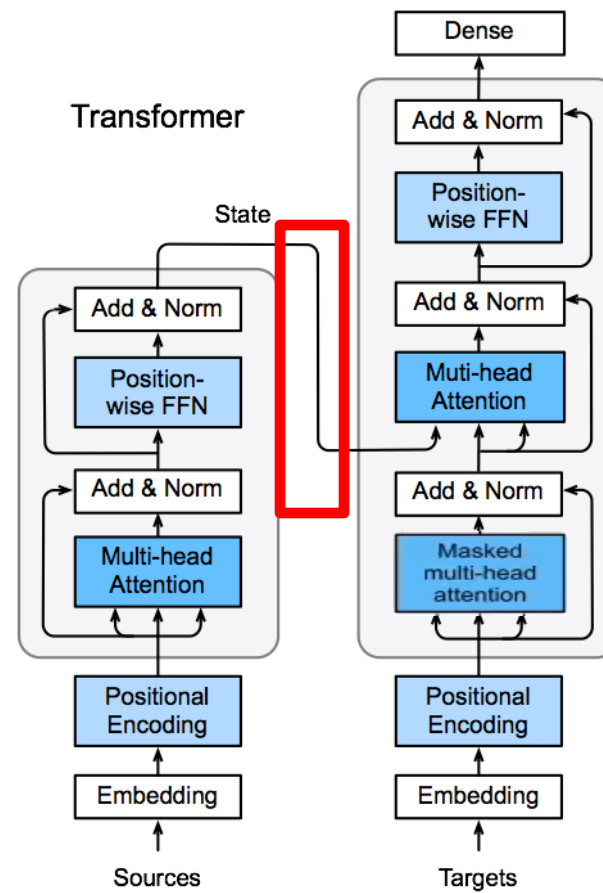 Transformer
State
Add & Norm
Position-
wise FFN
Add & Norm
Multi-head
Attention
Positional
Encoding
Embedding
Sources
Dense
Add & Norm
Position-
wise FFN
Add & Norm
Muti-head
Attention
Add & Norm
Masked
multi-head
attention
Positional
Encoding
Embedding
Targets